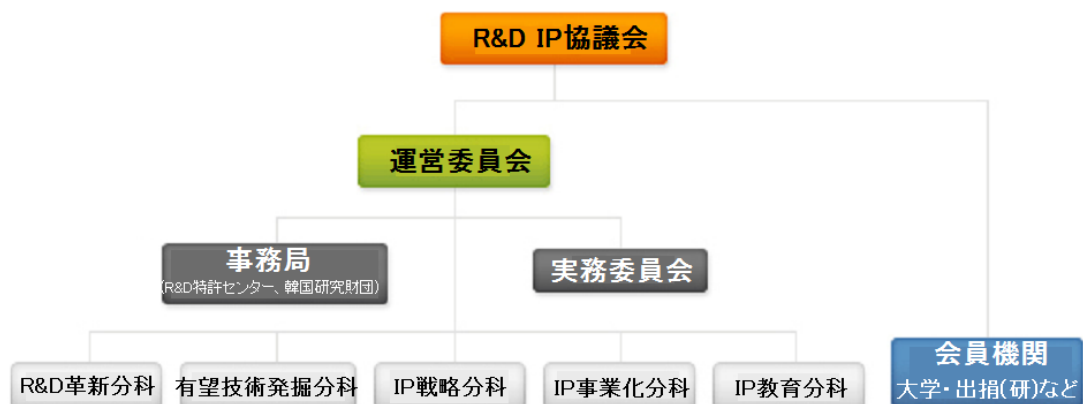 R&D IP協議会
運営委員会
事務局
(R&D特許センター、韓国研究財団)
実務委員会
R&D革新分科
有望技術発掘分科
IP戦略分科
IP事業化分科
IP教育分科
会員機関
大学・出捐(研)など